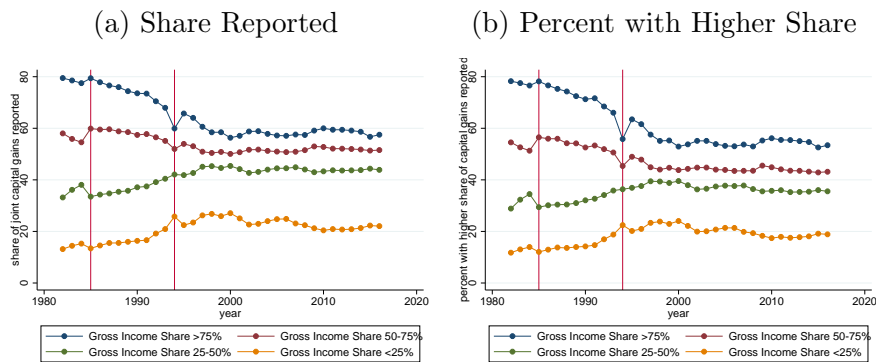 (a) Share Reported
share of joint capital gains reported
80
60
40
20
0
1980 1990 2000 2010 2020
year
Gross Income Share >75% Gross Income Share 50-75%
Gross Income Share 25-50% Gross Income Share <25%
(b) Percent with Higher Share
percent with higher share of capital gains reported
80
60
40
20
0
1980 1990 2000 2010 2020
year
Gross Income Share >75% Gross Income Share 50-75%
Gross Income Share 25-50% Gross Income Share <25%